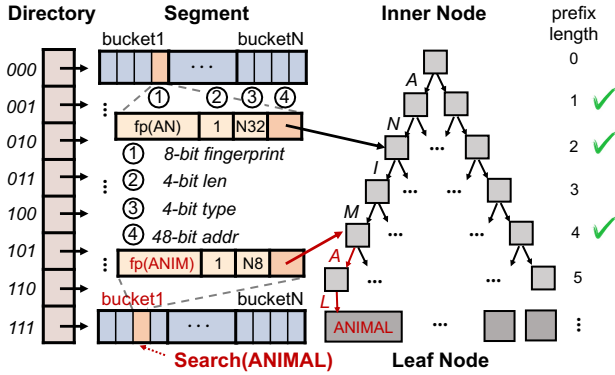 Directory Segment Inner Node prefix length
bucket1 bucketN
000 ... 0
A
001 ① ② ③ ④ 1
...
N
fp(AN) 1 N32
010 ① 8-bit fingerprint ... 2
I
011 ② 4-bit len ... ... ... 3
100 ③ 4-bit type M
④ 48-bit addr ... ... 4
101
fp(ANIM) 1 N8 A
... ... ... 5
110 bucket1 bucketN L
111 ... ANIMAL ... ...
Search(ANIMAL) Leaf Node